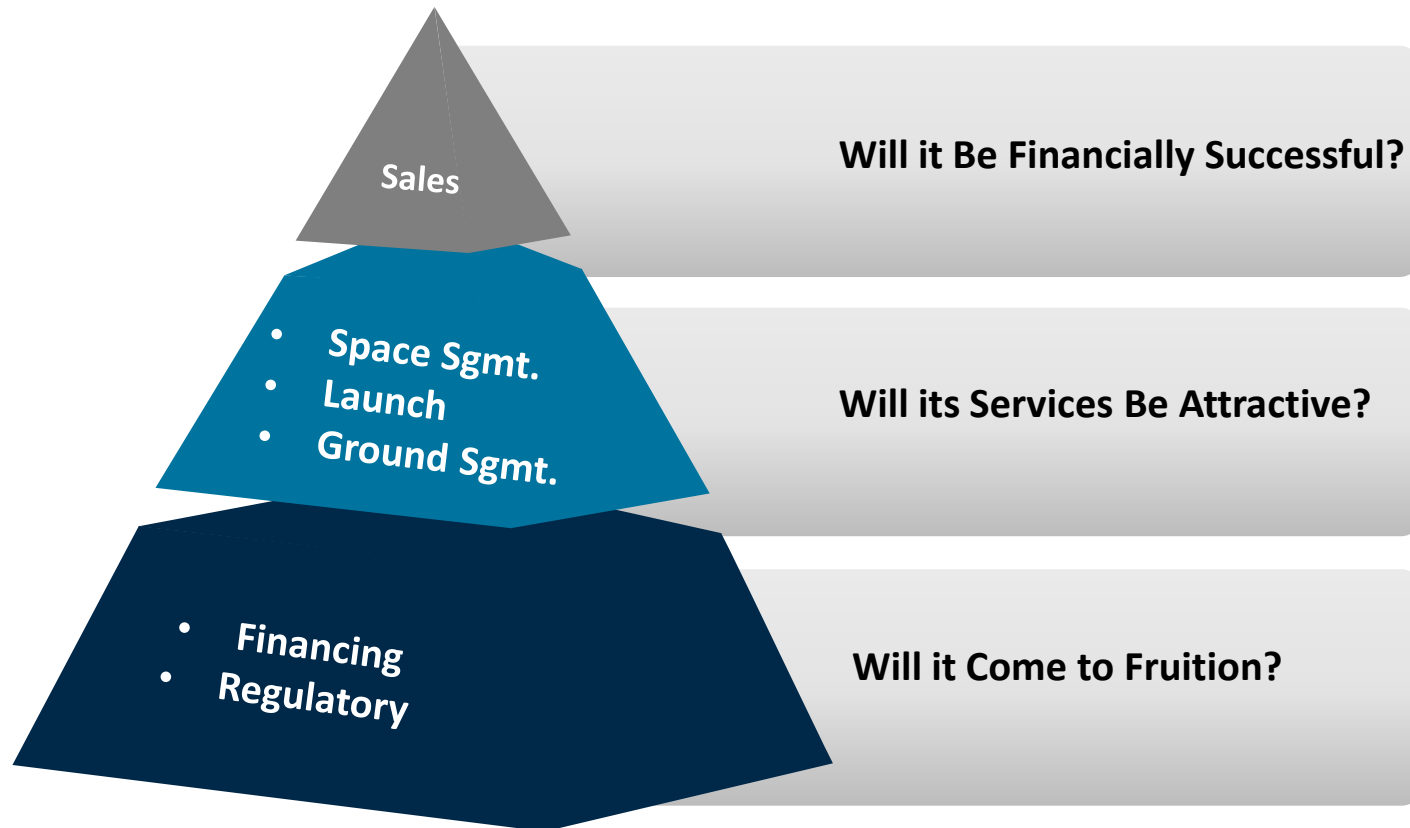 Sales
Will it Be Financially Successful?
• Space Sgmt.
• Launch
• Ground Sgmt.
Will its Services Be Attractive?
• Financing
• Regulatory
Will it Come to Fruition?